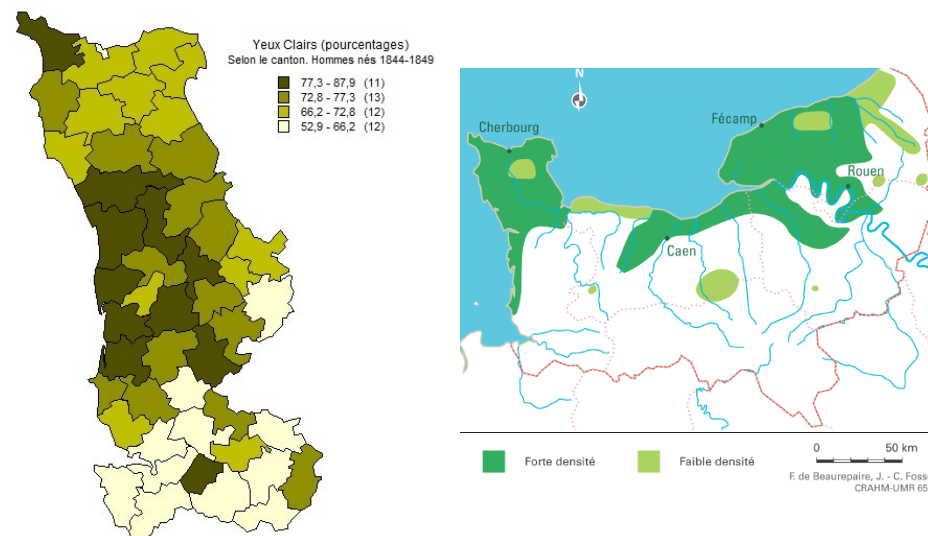 Yeux Clairs (pourcentages)
Selon le canton. Hommes nés 1844-1849
77,3 - 87,9 (11)
72,8 - 77,3 (13)
66,2 - 72,8 (12)
52,9 - 66,2 (12)
N
Cherbourg
Fécamp
Rouen
Caen
Forte densité
Faible densité
0 50 km
F. de Beaurepaire, J. - C. Foss
CRAHM-UMR 65